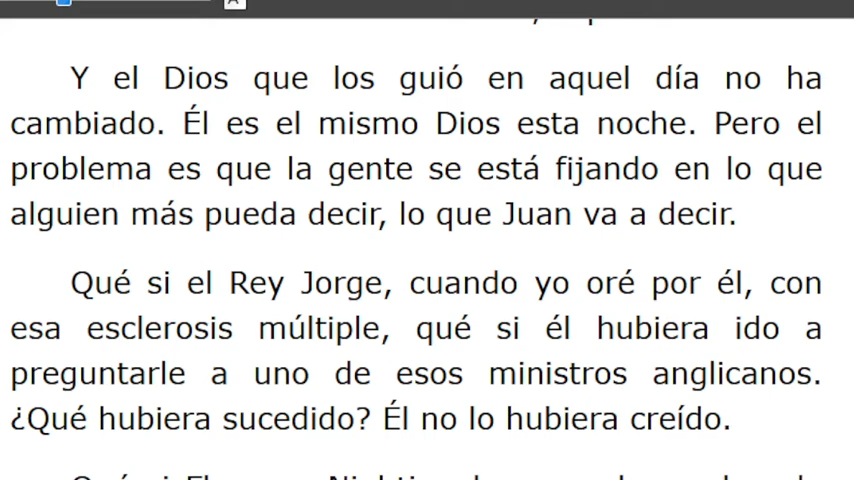 Y el Dios que los guió en aquel día no ha
cambiado. Él es el mismo Dios esta noche. Pero el
problema es que la gente se está fijando en lo que
alguien más pueda decir, lo que Juan va a decir.
Qué si el Rey Jorge, cuando yo oré por él, con
esa esclerosis múltiple, qué si él hubiera ido a
preguntarle a uno de esos ministros anglicanos.
¿Qué hubiera sucedido? Él no lo hubiera creído.